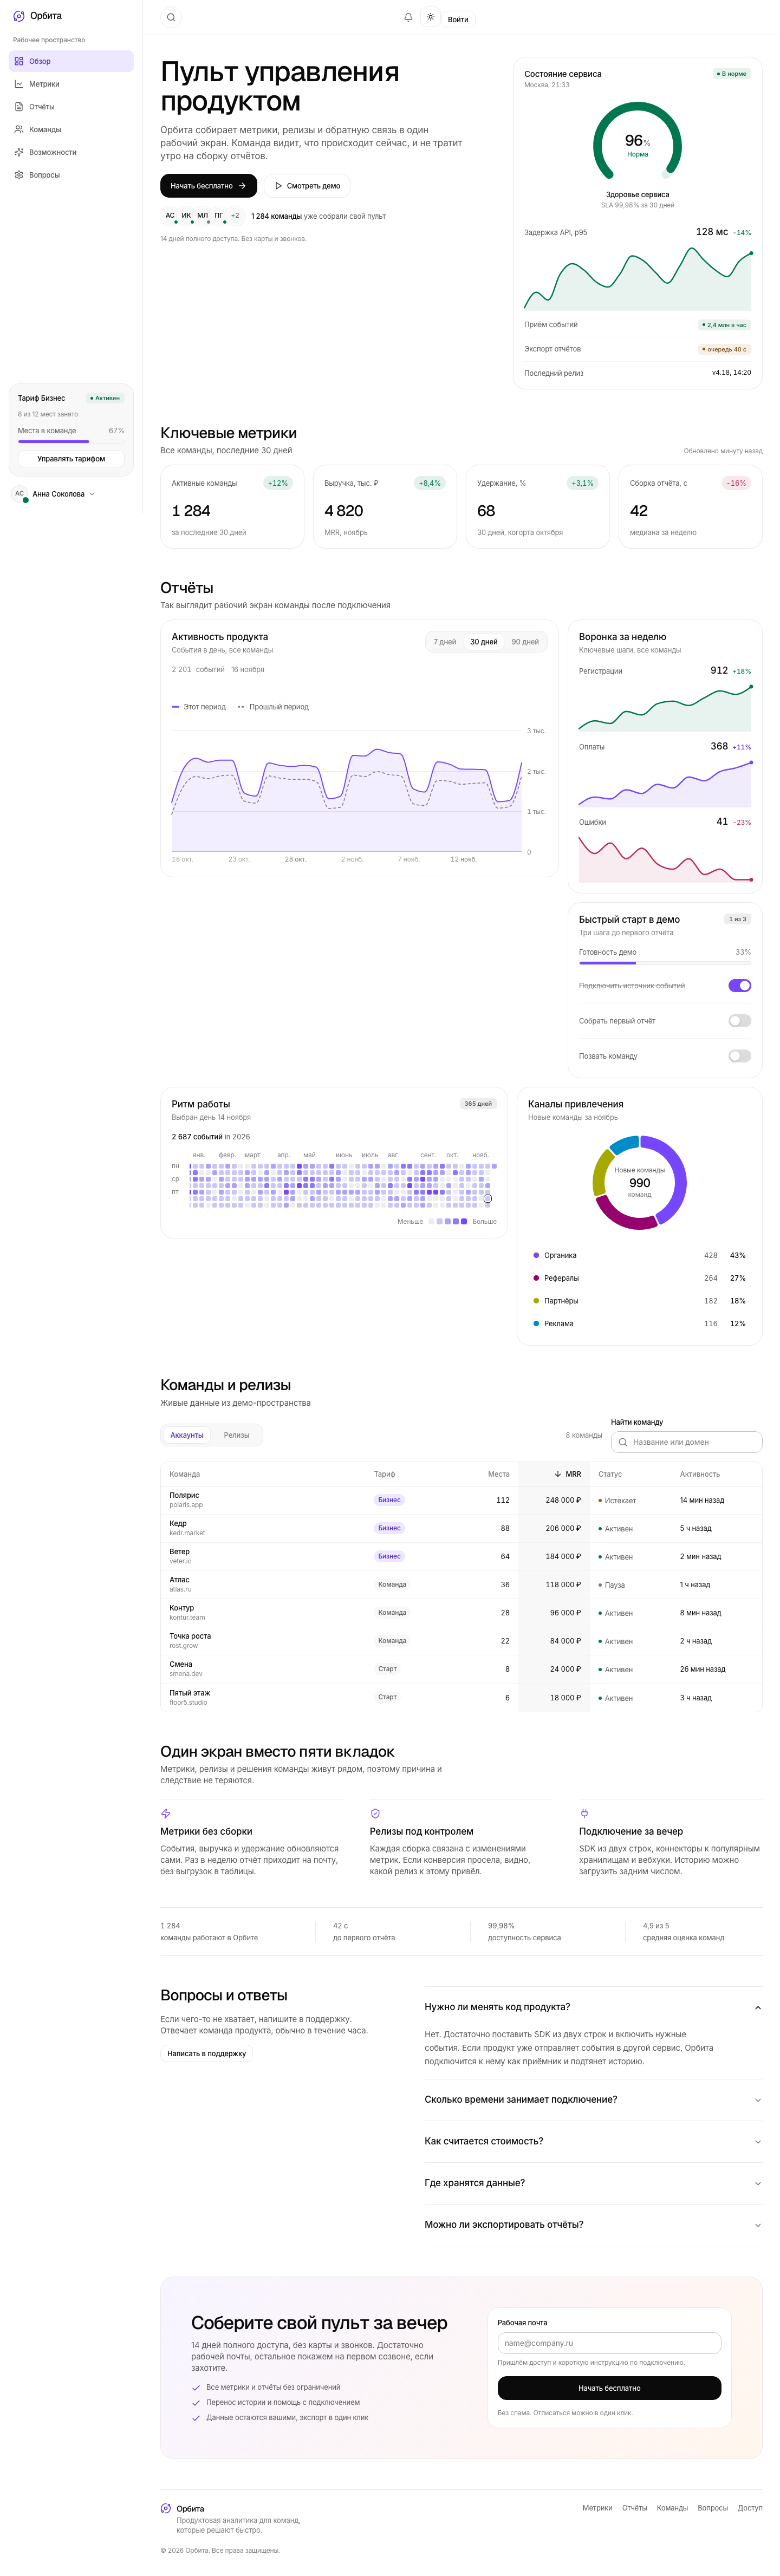 Орбита
Рабочее пространство
Обзор
Метрики
Отчёты
Команды
Возможности
Вопросы
Тариф Бизнес
Активен
8 из 12 мест занято
Места в команде
67%
Управлять тарифом
АС
Анна Соколова
Войти
Пульт управления
продуктом
Орбита собирает метрики, релизы и обратную связь в один
рабочий экран. Команда видит, что происходит сейчас, и не тратит
утро на сборку отчётов.
Начать бесплатно
Смотреть демо
АС ИК МЛ ПГ +2
1 284 команды уже собрали свой пульт
14 дней полного доступа. Без карты и звонков.
Состояние сервиса
В норме
Москва, 21:33
96%
Норма
Здоровье сервиса
SLA 99,98% за 30 дней
Задержка API, p95
128 мс -14%
Приём событий
2,4 млн в час
Экспорт отчётов
очередь 40 с
Последний релиз
v4.18, 14:20
Ключевые метрики
Все команды, последние 30 дней
Обновлено минуту назад
Активные команды
+12%
1 284
за последние 30 дней
Выручка, тыс. ₽
+8,4%
4 820
MRR, ноябрь
Удержание, %
+3,1%
68
30 дней, когорта октября
Сборка отчёта, с
-16%
42
медиана за неделю
Отчёты
Так выглядит рабочий экран команды после подключения
Активность продукта
События в день, все команды
7 дней 30 дней 90 дней
2 201 событий 16 ноября
Этот период Прошлый период
3 тыс.
2 тыс.
1 тыс.
0
18 окт. 23 окт. 28 окт. 2 нояб. 7 нояб. 12 нояб.
Воронка за неделю
Ключевые шаги, все команды
Регистрации
912 +18%
Оплаты
368 +11%
Ошибки
41 -23%
Быстрый старт в демо
1 из 3
Три шага до первого отчёта
Готовность демо
33%
Подключить источник событий
Собрать первый отчёт
Позвать команду
Ритм работы
365 дней
Выбран день 14 ноября
2 687 событий in 2026
янв. февр. март апр. май июнь июль авг. сент. окт. нояб.
пн
ср
пт
Меньше Больше
Каналы привлечения
Новые команды за ноябрь
Новые команды
990
команд
Органика 428 43%
Рефералы 264 27%
Партнёры 182 18%
Реклама 116 12%
Команды и релизы
Живые данные из демо-пространства
Аккаунты Релизы
8 команды
Найти команду
Название или домен
Команда Тариф Места MRR Статус Активность
Полярис
polaris.app
Бизнес 112 248 000 ₽ Истекает 14 мин назад
Кедр
kedr.market
Бизнес 88 206 000 ₽ Активен 5 ч назад
Ветер
veter.io
Бизнес 64 184 000 ₽ Активен 2 мин назад
Атлас
atlas.ru
Команда 36 118 000 ₽ Пауза 1 ч назад
Контур
kontur.team
Команда 28 96 000 ₽ Активен 8 мин назад
Точка роста
rost.grow
Команда 22 84 000 ₽ Активен 2 ч назад
Смена
smena.dev
Старт 8 24 000 ₽ Активен 26 мин назад
Пятый этаж
floor5.studio
Старт 6 18 000 ₽ Активен 3 ч назад
Один экран вместо пяти вкладок
Метрики, релизы и решения команды живут рядом, поэтому причина и
следствие не теряются.
Метрики без сборки
События, выручка и удержание обновляются
сами. Раз в неделю отчёт приходит на почту,
без выгрузок в таблицы.
Релизы под контролем
Каждая сборка связана с изменениями
метрик. Если конверсия просела, видно,
какой релиз к этому привёл.
Подключение за вечер
SDK из двух строк, коннекторы к популярным
хранилищам и вебхуки. Историю можно
загрузить задним числом.
1 284
команды работают в Орбите
42 с
до первого отчёта
99,98%
доступность сервиса
4,9 из 5
средняя оценка команд
Вопросы и ответы
Если чего-то не хватает, напишите в поддержку.
Отвечает команда продукта, обычно в течение часа.
Написать в поддержку
Нужно ли менять код продукта?
Нет. Достаточно поставить SDK из двух строк и включить нужные
события. Если продукт уже отправляет события в другой сервис, Орбита
подключится к нему как приёмник и подтянет историю.
Сколько времени занимает подключение?
Как считается стоимость?
Где хранятся данные?
Можно ли экспортировать отчёты?
Соберите свой пульт за вечер
14 дней полного доступа, без карты и звонков. Достаточно
рабочей почты, остальное покажем на первом созвоне, если
захотите.
Все метрики и отчёты без ограничений
Перенос истории и помощь с подключением
Данные остаются вашими, экспорт в один клик
Рабочая почта
name@company.ru
Пришлём доступ и короткую инструкцию по подключению.
Начать бесплатно
Без спама. Отписаться можно в один клик.
Орбита
Продуктовая аналитика для команд,
которые решают быстро.
Метрики Отчёты Команды Вопросы Доступ
© 2026 Орбита. Все права защищены.